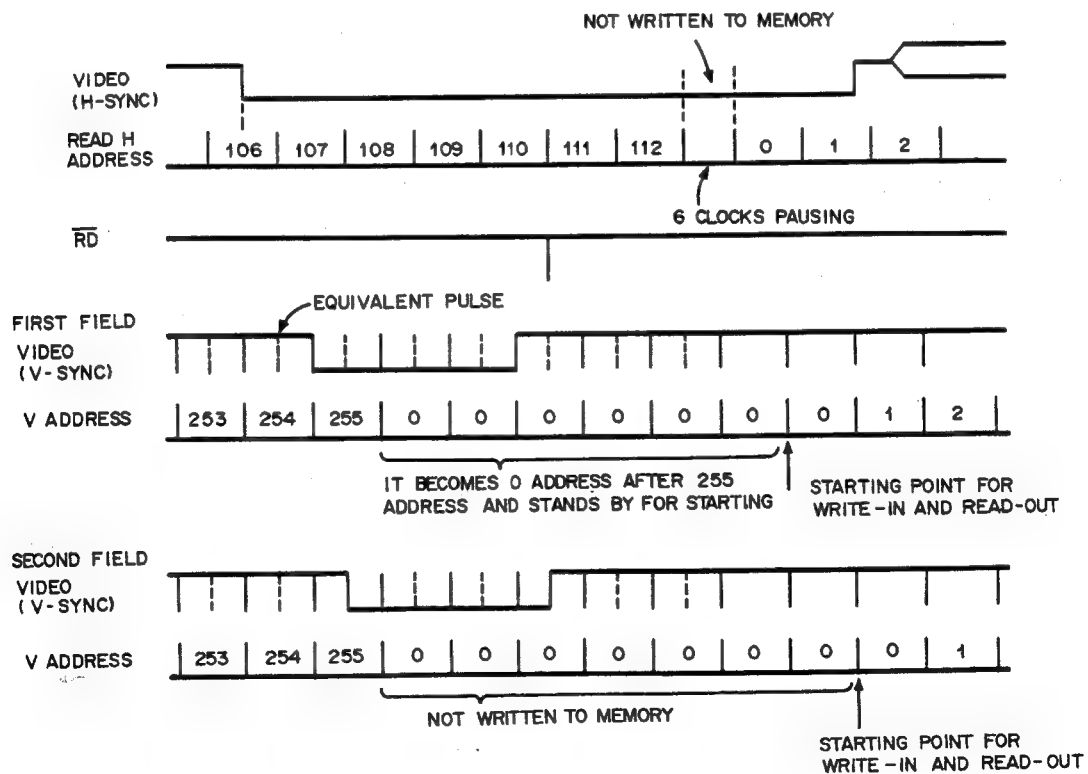 NOT WRITTEN TO MEMORY
VIDEO
(H-SYNC)
READ H
ADDRESS
106 107 108 109 110 111 112 0 1 2
6 CLOCKS PAUSING
RD
EQUIVALENT PULSE
FIRST FIELD
VIDEO
(V-SYNC)
V ADDRESS
253 254 255 0 0 0 0 0 0 0 1 2
IT BECOMES 0 ADDRESS AFTER 255
ADDRESS AND STANDS BY FOR STARTING
STARTING POINT FOR
WRITE-IN AND READ-OUT
SECOND FIELD
VIDEO
(V-SYNC)
V ADDRESS
253 254 255 0 0 0 0 0 0 0 0 1
NOT WRITTEN TO MEMORY
STARTING POINT FOR
WRITE-IN AND READ-OUT